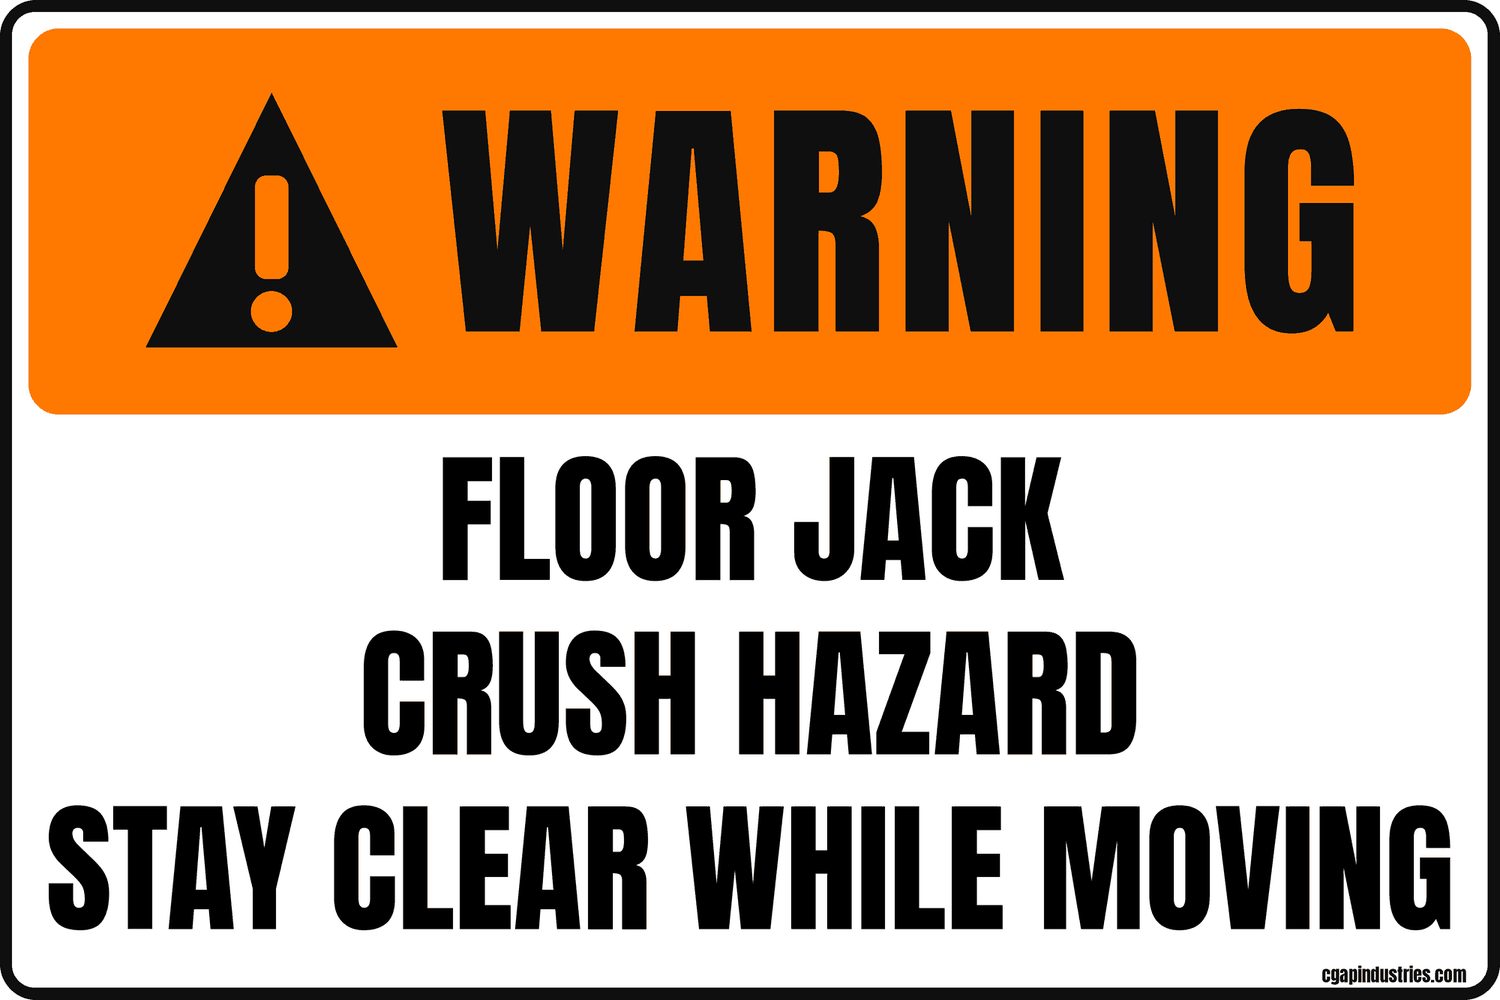 WARNING
FLOOR JACK
CRUSH HAZARD
STAY CLEAR WHILE MOVING
cgapindustries.com